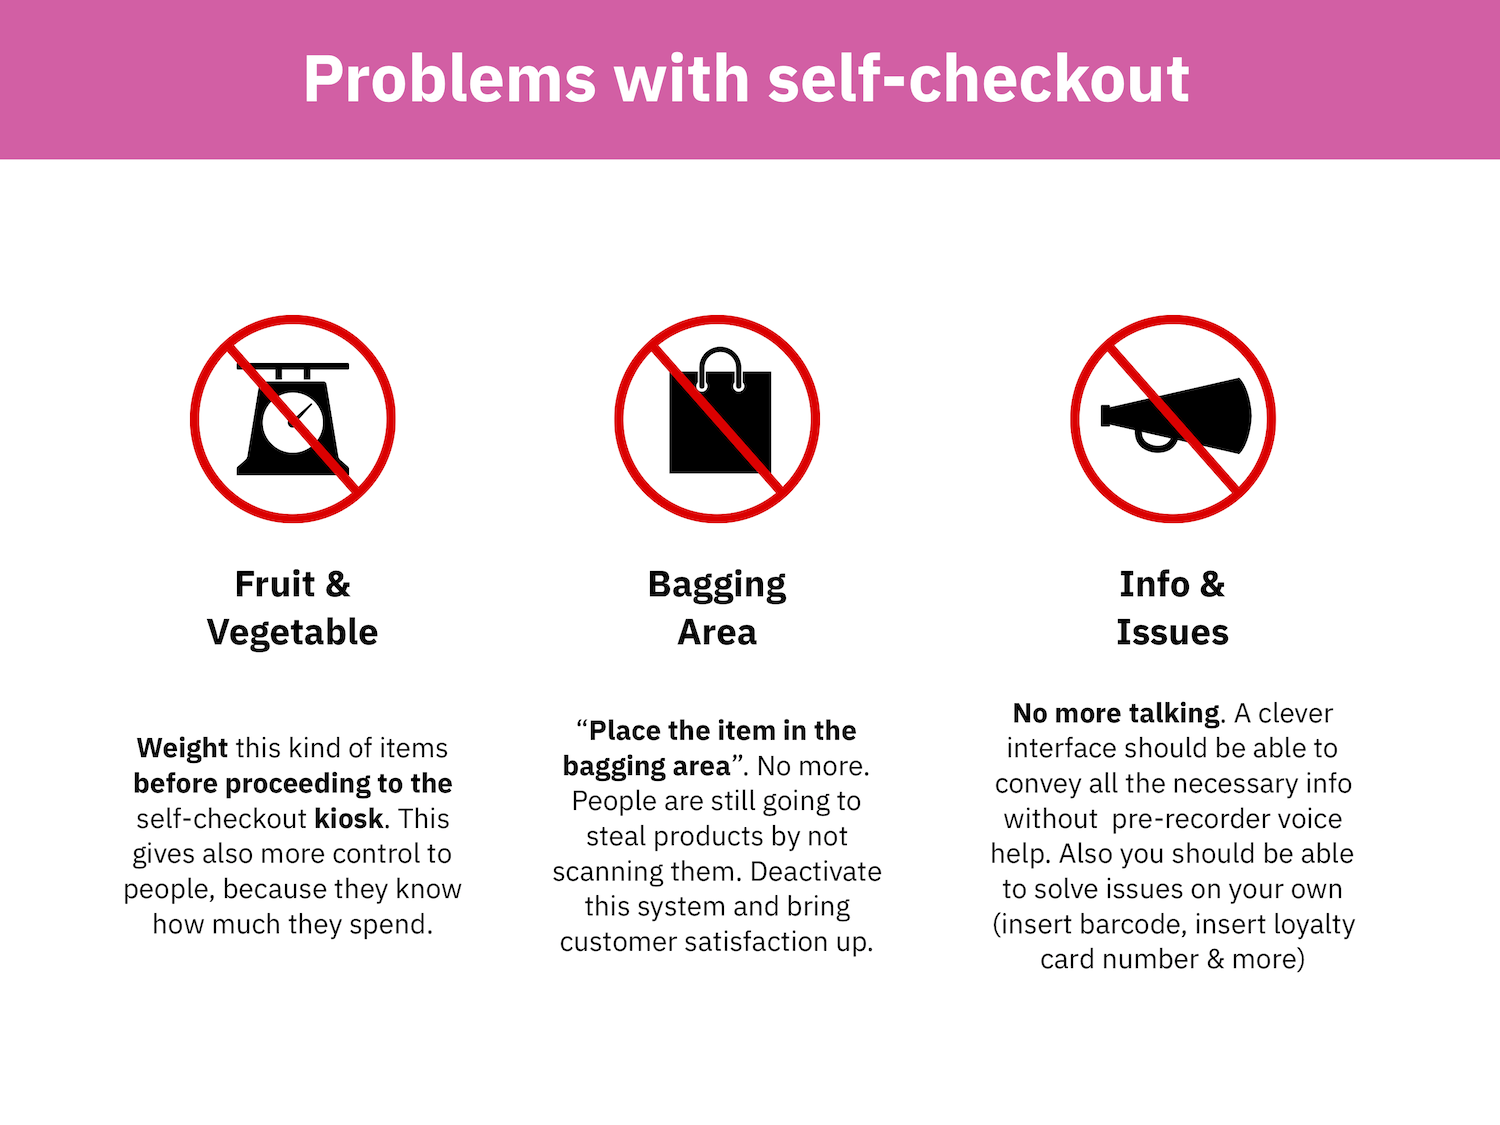 Problems with self-checkout
Fruit &
Vegetable
Weight this kind of items
before proceeding to the
self-checkout kiosk. This
gives also more control to
people, because they know
how much they spend.
Bagging
Area
“Place the item in the
bagging area”. No more.
People are still going to
steal products by not
scanning them. Deactivate
this system and bring
customer satisfaction up.
Info &
Issues
No more talking. A clever
interface should be able to
convey all the necessary info
without  pre-recorder voice
help. Also you should be able
to solve issues on your own
(insert barcode, insert loyalty
card number & more)